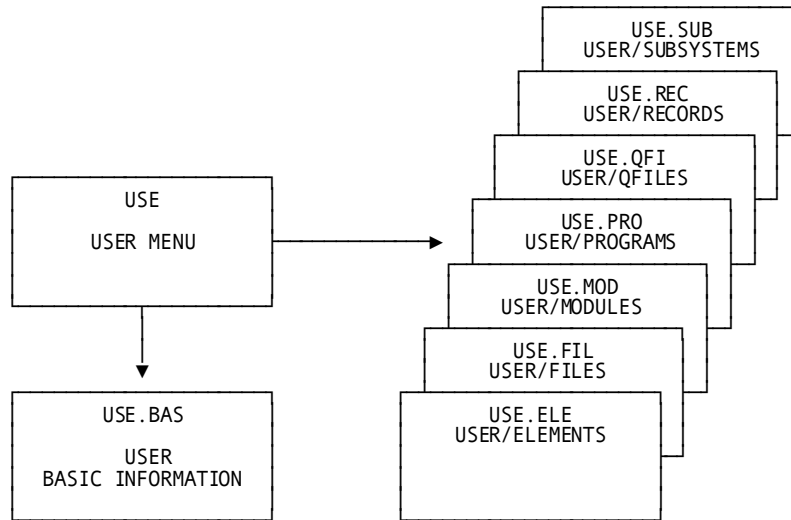 USE.SUB
USER/SUBSYSTEMS
USE.REC
USER/RECORDS
USE.QFI
USER/QFILES
USE.PRO
USER/PROGRAMS
USE.MOD
USER/MODULES
USE.FIL
USER/FILES
USE.ELE
USER/ELEMENTS
USE
USER MENU
USE.BAS
USER
BASIC INFORMATION